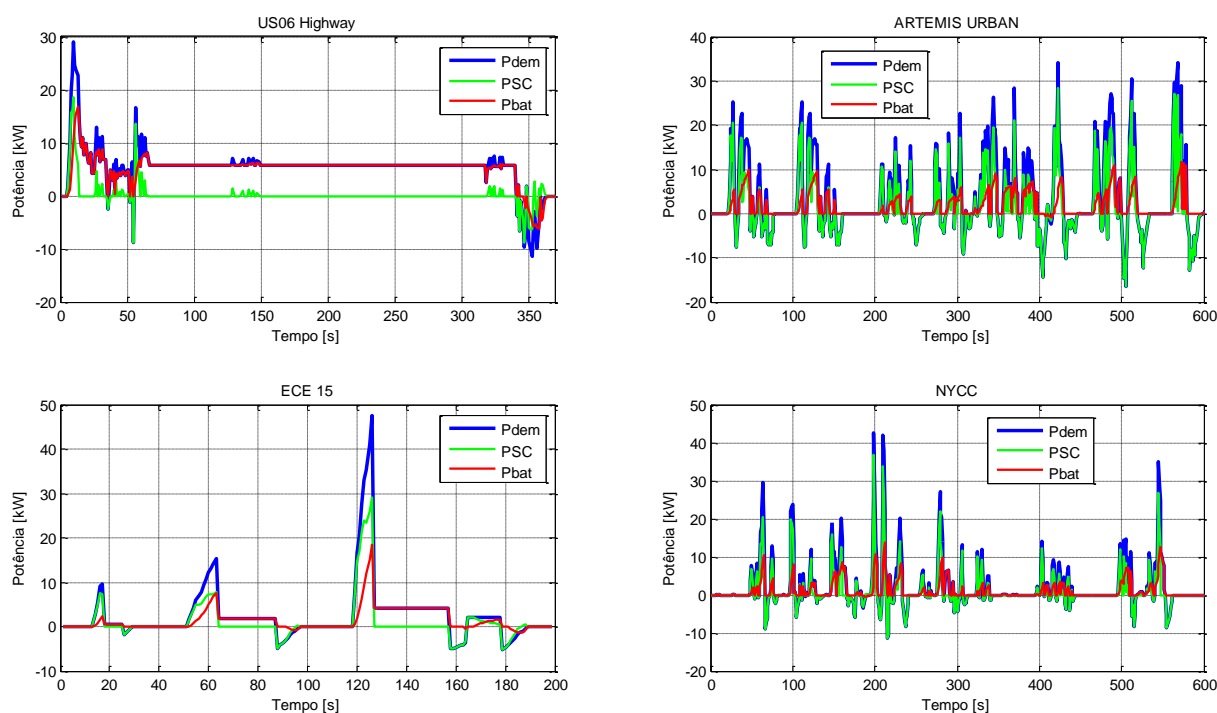 US06 Highway
30
20
10
0
-10
-20
Potência [kW]
Pdem
PSC
Pbat
0 50 100 150 200 250 300 350
Tempo [s]
ARTEMIS URBAN
40
30
20
10
0
-10
-20
Potência [kW]
Pdem
PSC
Pbat
0 100 200 300 400 500 600
Tempo [s]
ECE 15
50
40
30
20
10
0
-10
Potência [kW]
Pdem
PSC
Pbat
0 20 40 60 80 100 120 140 160 180 200
Tempo [s]
NYCC
50
40
30
20
10
0
-10
-20
Potência [kW]
Pdem
PSC
Pbat
0 100 200 300 400 500 600
Tempo [s]